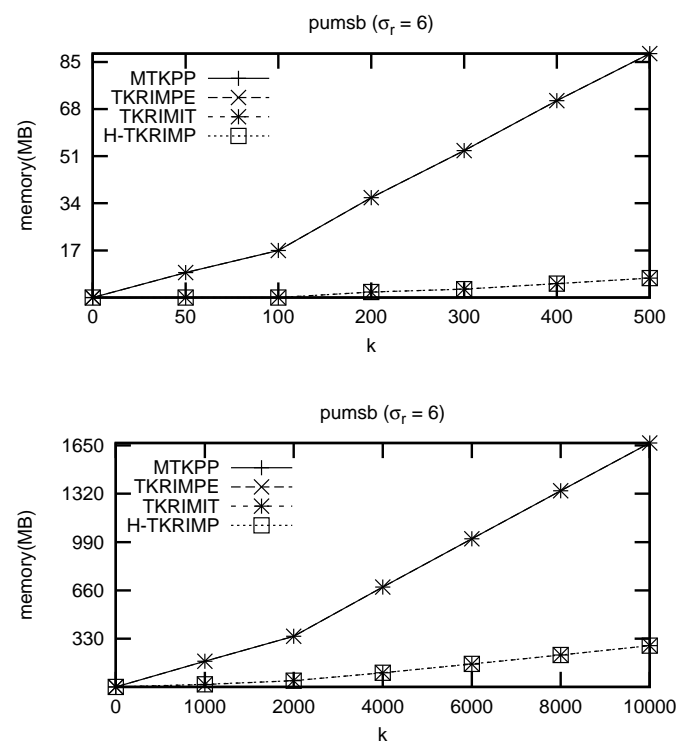 pumsb (σr = 6)
85
68
51
34
17
memory(MB)
MTKPP
TKRIMPE
TKRIMIT
H-TKRIMP
0 50 100 200 300 400 500
k
pumsb (σr = 6)
1650
1320
990
660
330
memory(MB)
MTKPP
TKRIMPE
TKRIMIT
H-TKRIMP
0 1000 2000 4000 6000 8000 10000
k